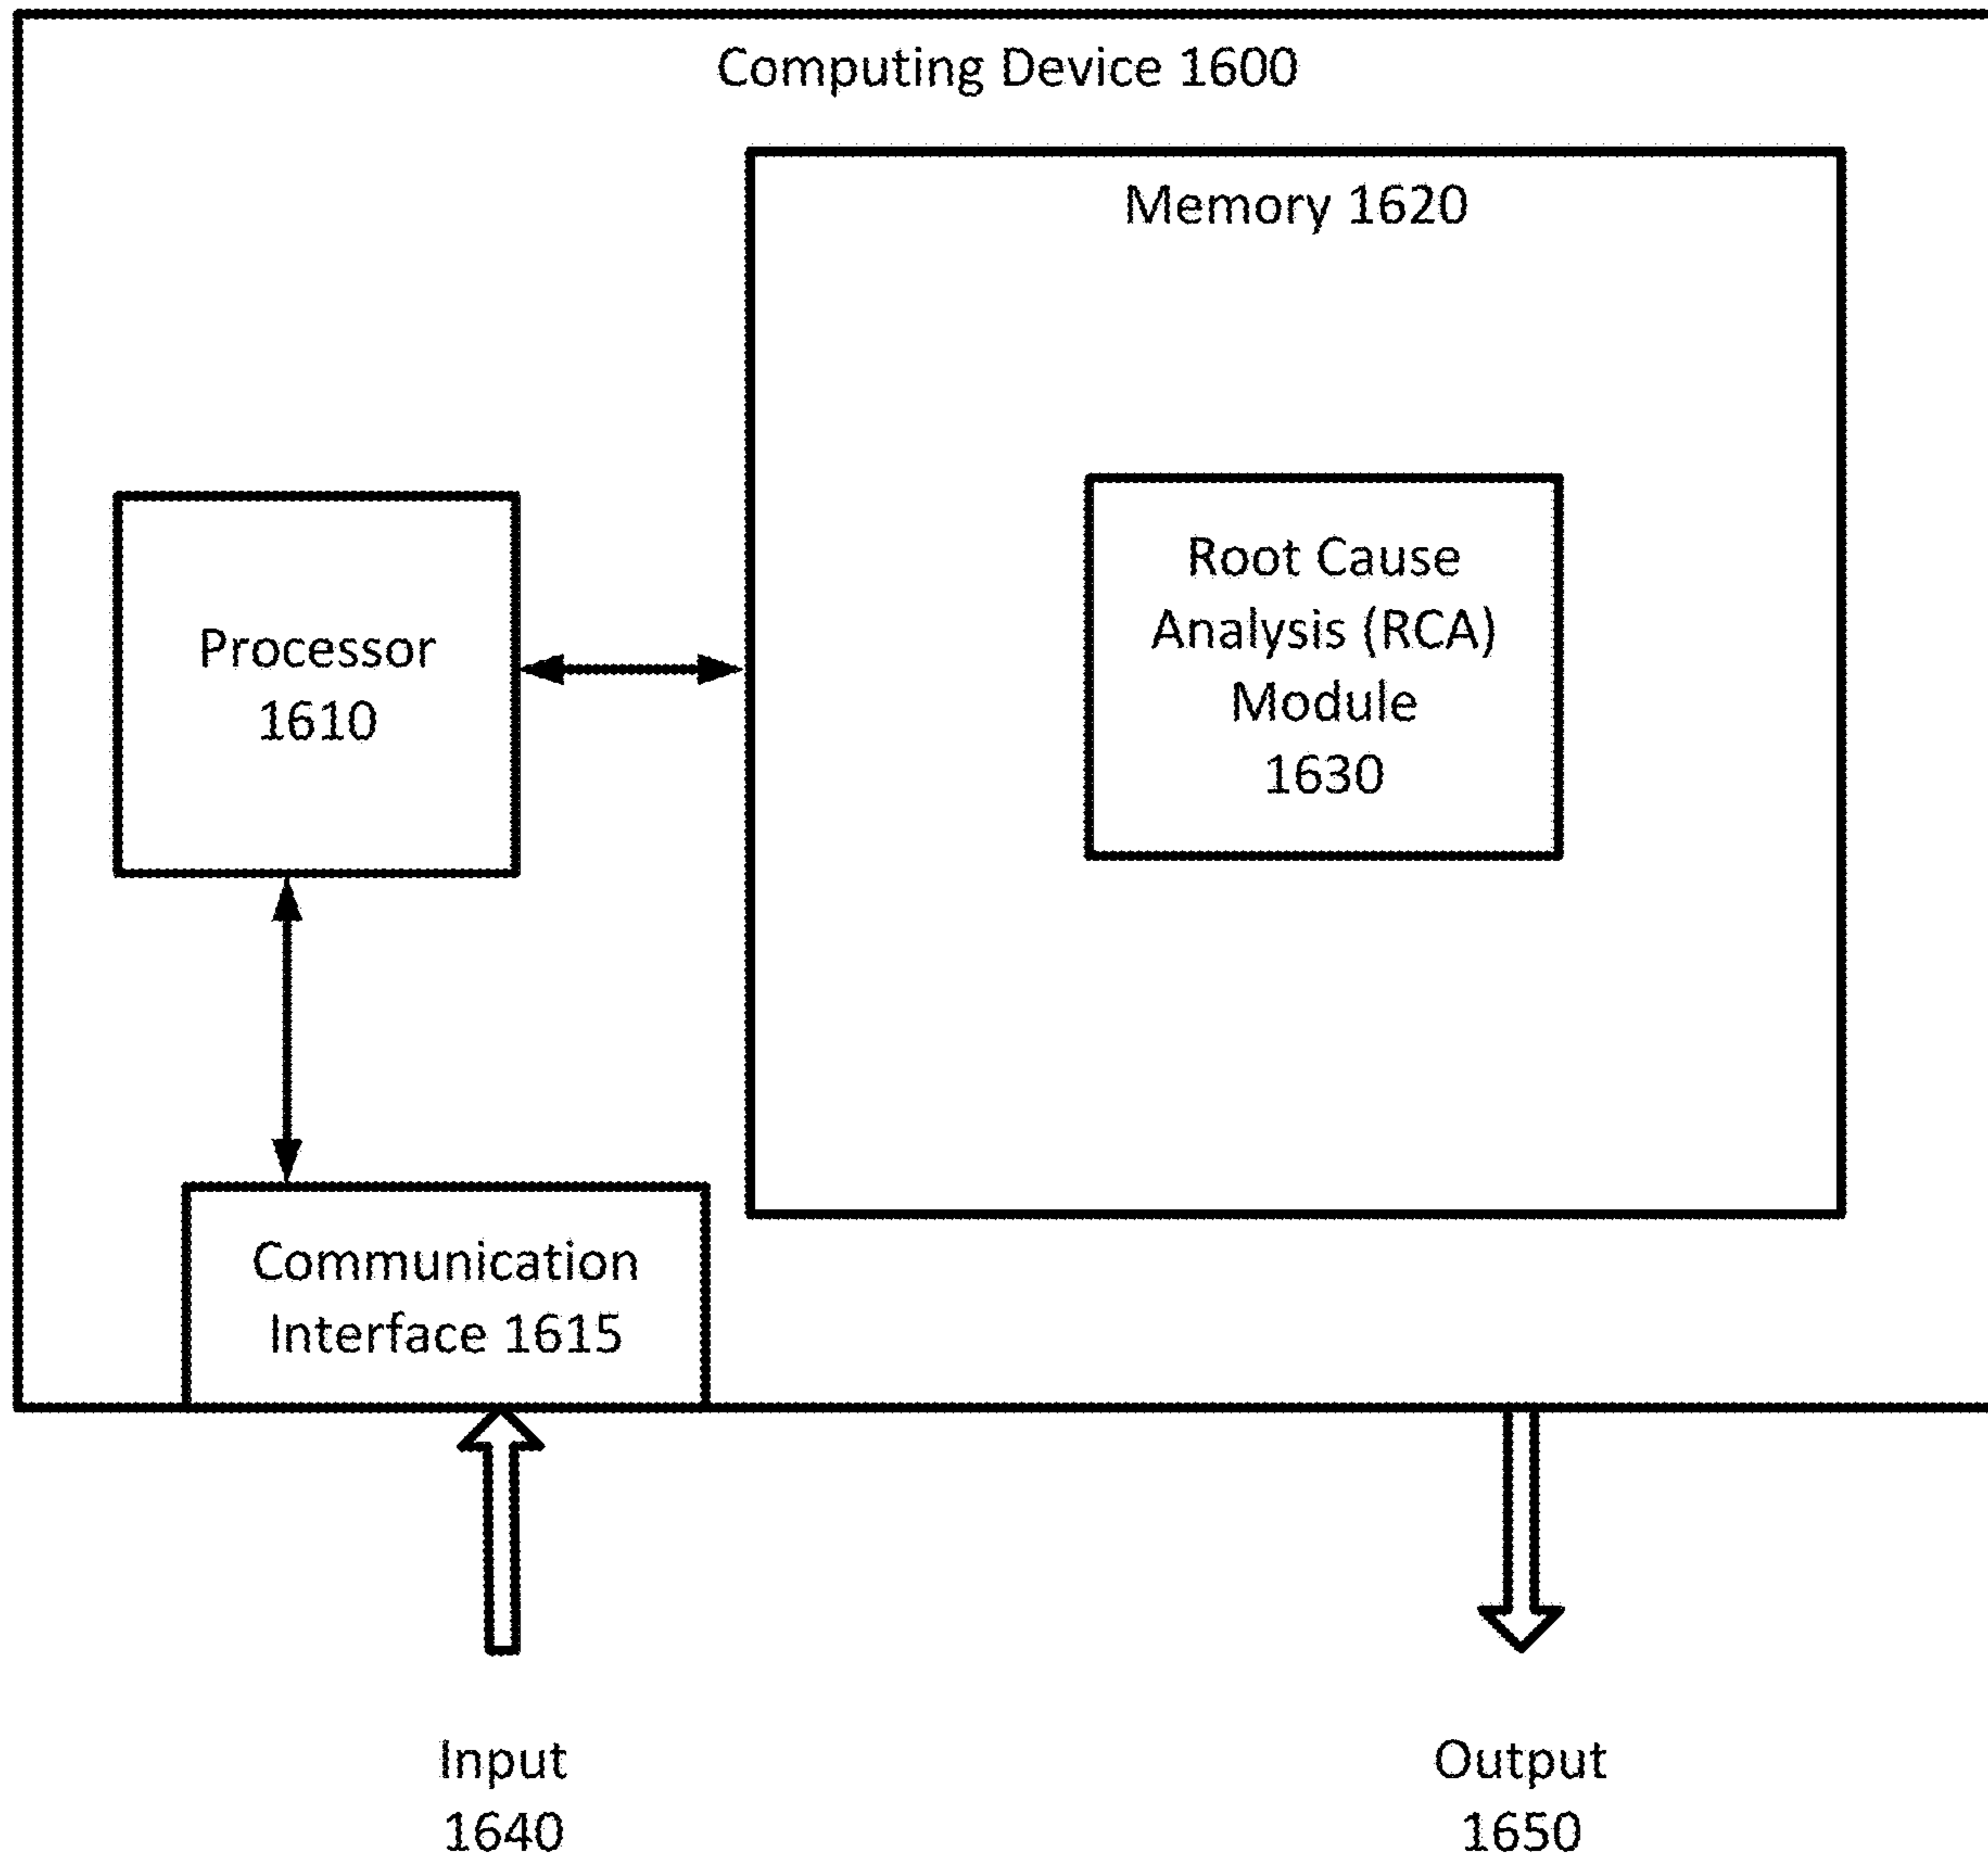 Computing Device 1600
Memory 1620
Root Cause
Analysis (RCA)
Module
1630
Processor
1610
Communication
Interface 1615
Input
1640
Output
1650